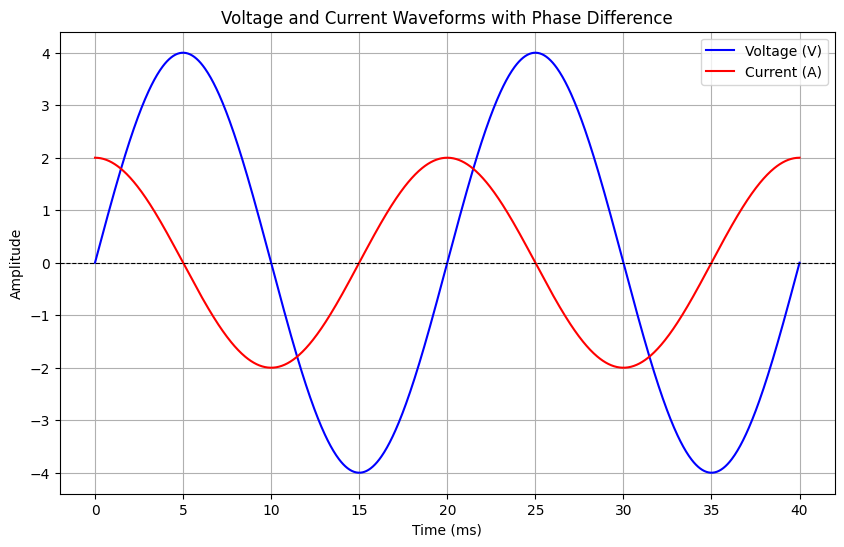 Voltage and Current Waveforms with Phase Difference
Voltage (V)
Current (A)
Amplitude
4
3
2
1
0
−1
−2
−3
−4
0 5 10 15 20 25 30 35 40
Time (ms)